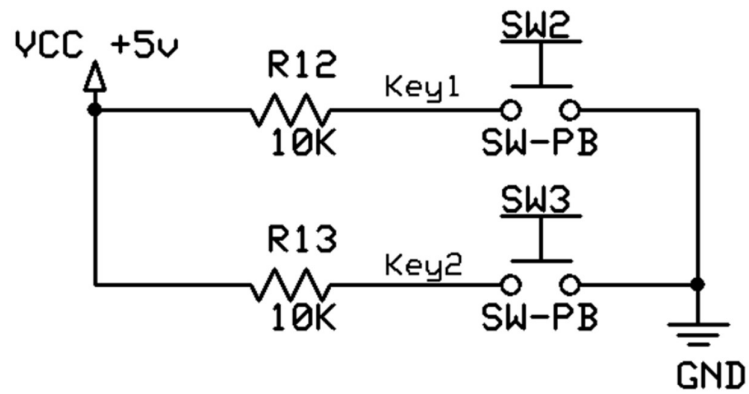 VCC +5v
R12
10K
Key1
SW2
SW-PB
R13
10K
Key2
SW3
SW-PB
GND